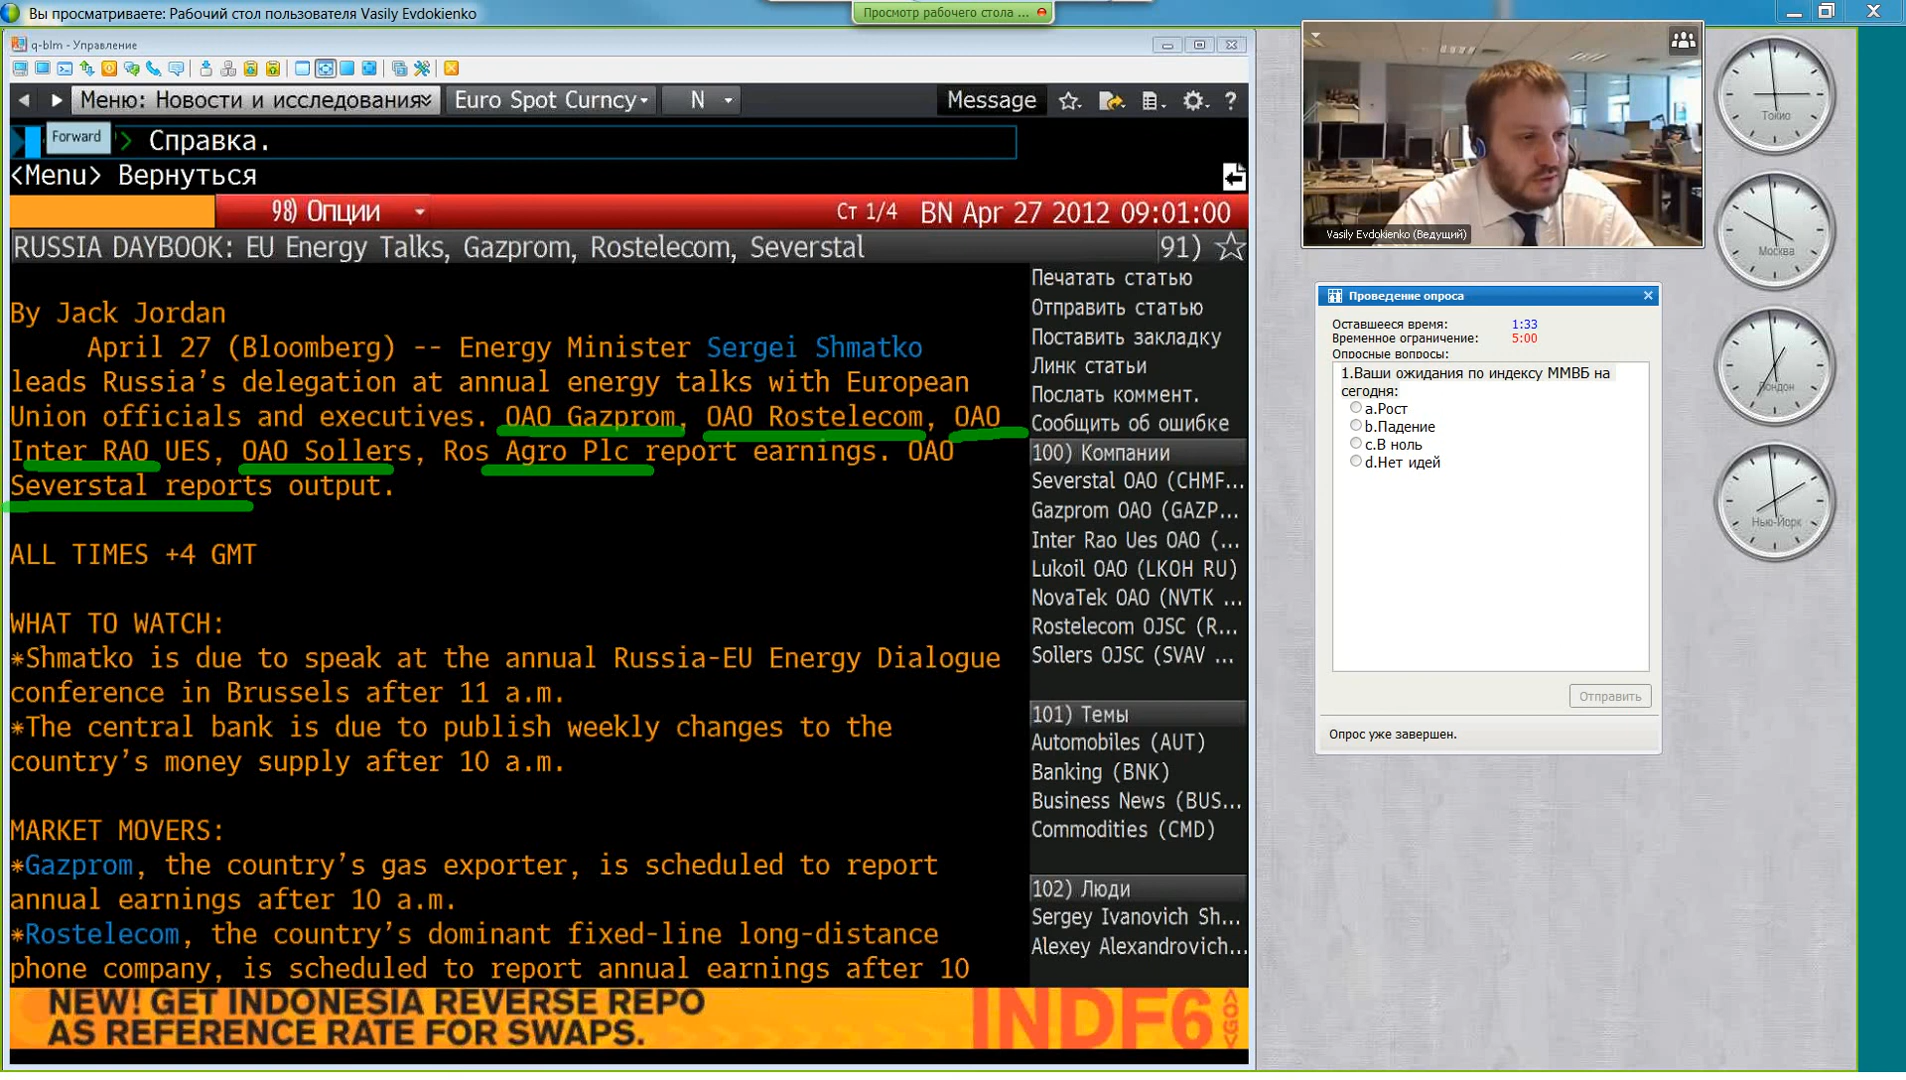 Вы просматриваете: Рабочий стол пользователя Vasily Evdokienko
Просмотр рабочего стола ...
q-blm - Управление
Меню: Новости и исследования
Euro Spot Curncy
N
Message
?
Forward
> Справка.
<Menu> Вернуться
98) Опции
Ст 1/4
BN Apr 27 2012 09:01:00
RUSSIA DAYBOOK: EU Energy Talks, Gazprom, Rostelecom, Severstal
91)
By Jack Jordan
April 27 (Bloomberg) -- Energy Minister Sergei Shmatko
leads Russia's delegation at annual energy talks with European
Union officials and executives. OAO Gazprom, OAO Rostelecom, OAO
Inter RAO UES, OAO Sollers, Ros Agro Plc report earnings. OAO
Severstal reports output.
ALL TIMES +4 GMT
WHAT TO WATCH:
*Shmatko is due to speak at the annual Russia-EU Energy Dialogue
conference in Brussels after 11 a.m.
*The central bank is due to publish weekly changes to the
country's money supply after 10 a.m.
MARKET MOVERS:
*Gazprom, the country's gas exporter, is scheduled to report
annual earnings after 10 a.m.
*Rostelecom, the country's dominant fixed-line long-distance
phone company, is scheduled to report annual earnings after 10
Печатать статью
Отправить статью
Поставить закладку
Линк статьи
Послать коммент.
Сообщить об ошибке
100) Компании
Severstal OAO (CHMF...
Gazprom OAO (GAZP...
Inter Rao Ues OAO (...
Lukoil OAO (LKOH RU)
NovaTek OAO (NVTK ...
Rostelecom OJSC (R...
Sollers OJSC (SVAV ...
101) Темы
Automobiles (AUT)
Banking (BNK)
Business News (BUS...
Commodities (CMD)
102) Люди
Sergey Ivanovich Sh...
Alexey Alexandrovich...
NEW! GET INDONESIA REVERSE REPO
AS REFERENCE RATE FOR SWAPS.
INDF6
<GO>
Vasily Evdokienko (Ведущий)
Токио
Москва
Лондон
Нью-Йорк
Проведение опроса
Оставшееся время: 1:33
Временное ограничение: 5:00
Опросные вопросы:
1.Ваши ожидания по индексу ММВБ на
сегодня:
a.Рост
b.Падение
c.В ноль
d.Нет идей
Отправить
Опрос уже завершен.